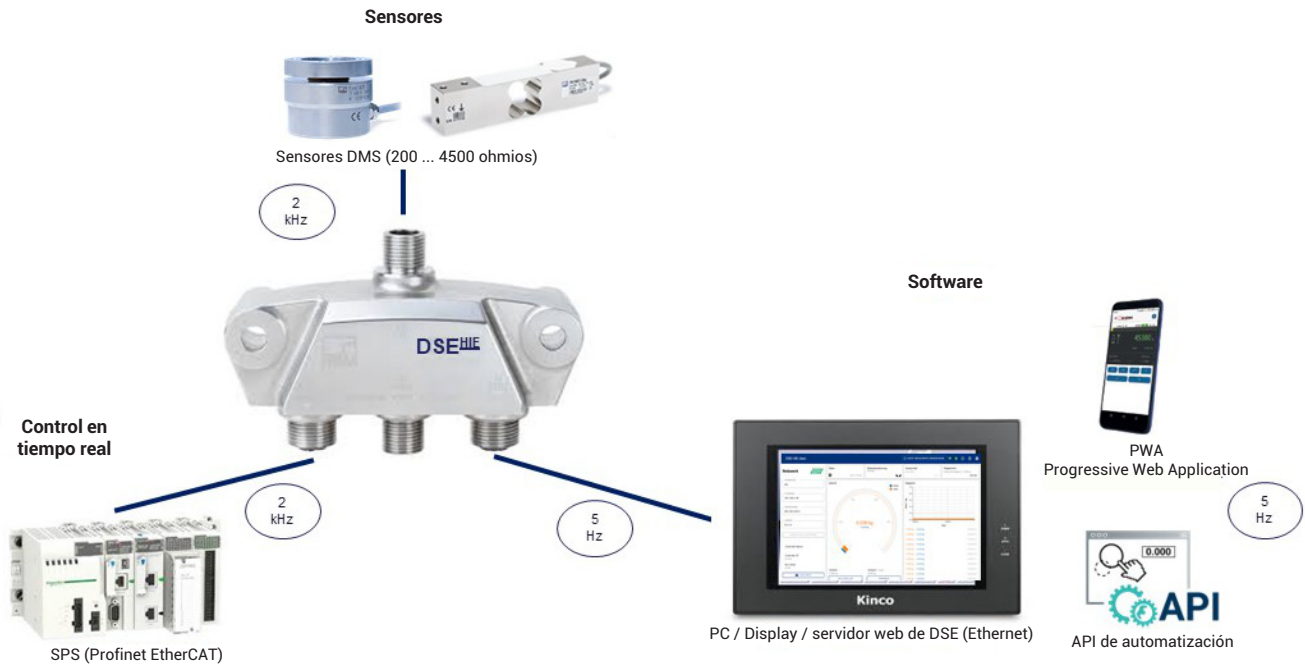 Sensores
Sensores DMS (200 ... 4500 ohmios)
2
kHz
DSE HIE
Software
Control en
tiempo real
2
kHz
5
Hz
PWA
Progressive Web Application
5
Hz
0.000
API
Kinco
SPS (Profinet EtherCAT)
PC / Display / servidor web de DSE (Ethernet)
API de automatización